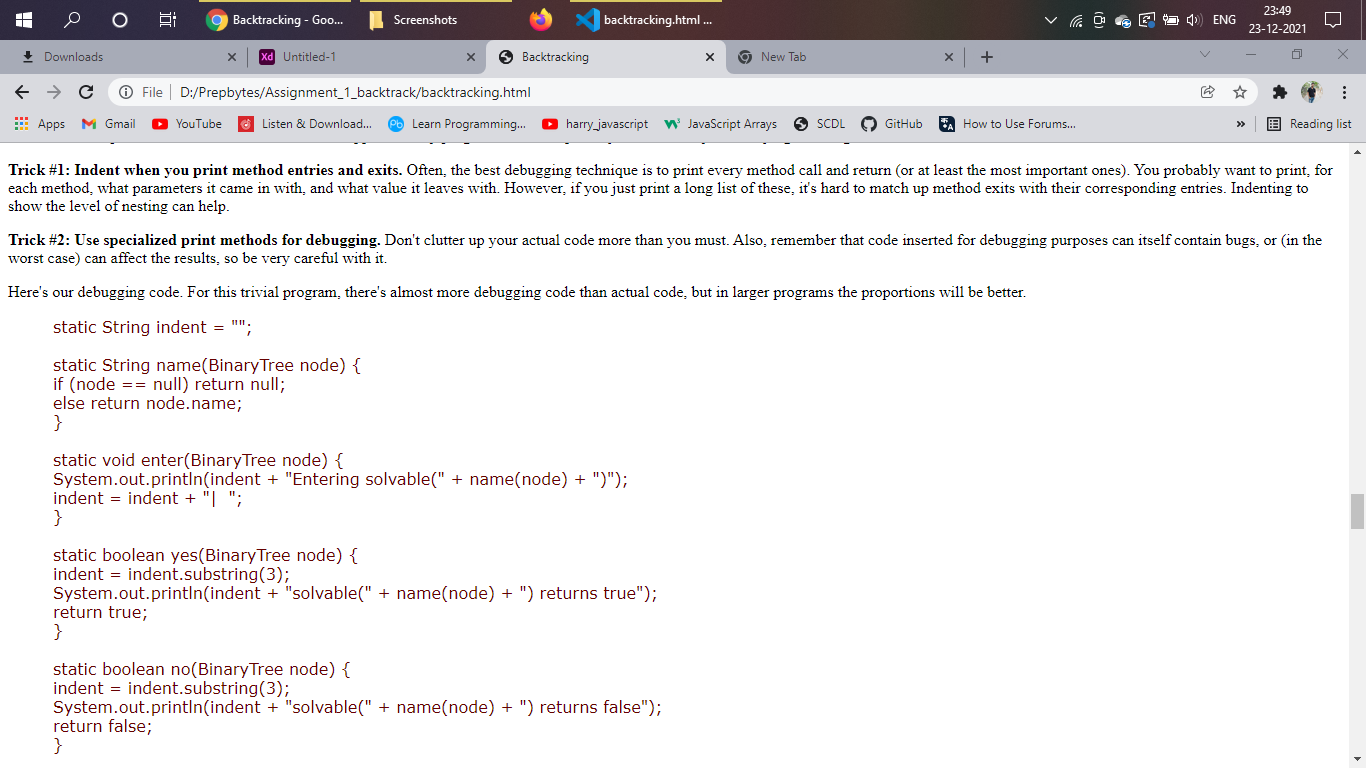 Backtracking - Goo...
Screenshots
backtracking.html ...
ENG
23:49
23-12-2021
Downloads
Xd Untitled-1
Backtracking
New Tab
File | D:/Prepbytes/Assignment_1_backtrack/backtracking.html
Apps Gmail YouTube Listen & Download... Pb Learn Programming... harry_javascript JavaScript Arrays SCDL GitHub How to Use Forums... » Reading list
Trick #1: Indent when you print method entries and exits. Often, the best debugging technique is to print every method call and return (or at least the most important ones). You probably want to print, for
each method, what parameters it came in with, and what value it leaves with. However, if you just print a long list of these, it's hard to match up method exits with their corresponding entries. Indenting to
show the level of nesting can help.
Trick #2: Use specialized print methods for debugging. Don't clutter up your actual code more than you must. Also, remember that code inserted for debugging purposes can itself contain bugs, or (in the
worst case) can affect the results, so be very careful with it.
Here's our debugging code. For this trivial program, there's almost more debugging code than actual code, but in larger programs the proportions will be better.
static String indent = "";
static String name(BinaryTree node) {
if (node == null) return null;
else return node.name;
}
static void enter(BinaryTree node) {
System.out.println(indent + "Entering solvable(" + name(node) + ")");
indent = indent + "|  ";
}
static boolean yes(BinaryTree node) {
indent = indent.substring(3);
System.out.println(indent + "solvable(" + name(node) + ") returns true");
return true;
}
static boolean no(BinaryTree node) {
indent = indent.substring(3);
System.out.println(indent + "solvable(" + name(node) + ") returns false");
return false;
}